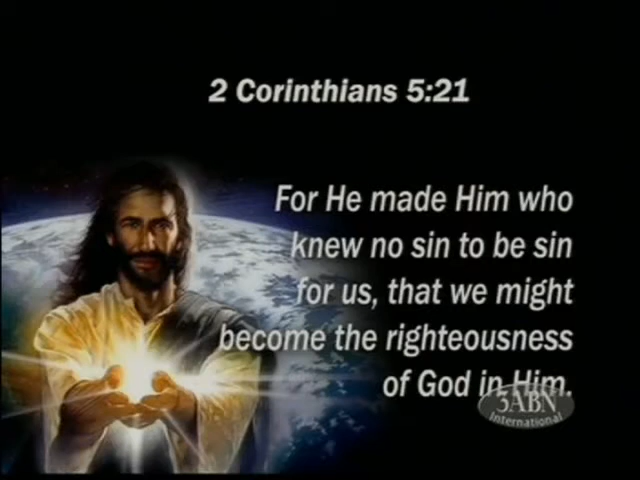 2 Corinthians 5:21
For He made Him who
knew no sin to be sin
for us, that we might
become the righteousness
of God in Him.
3ABN
International